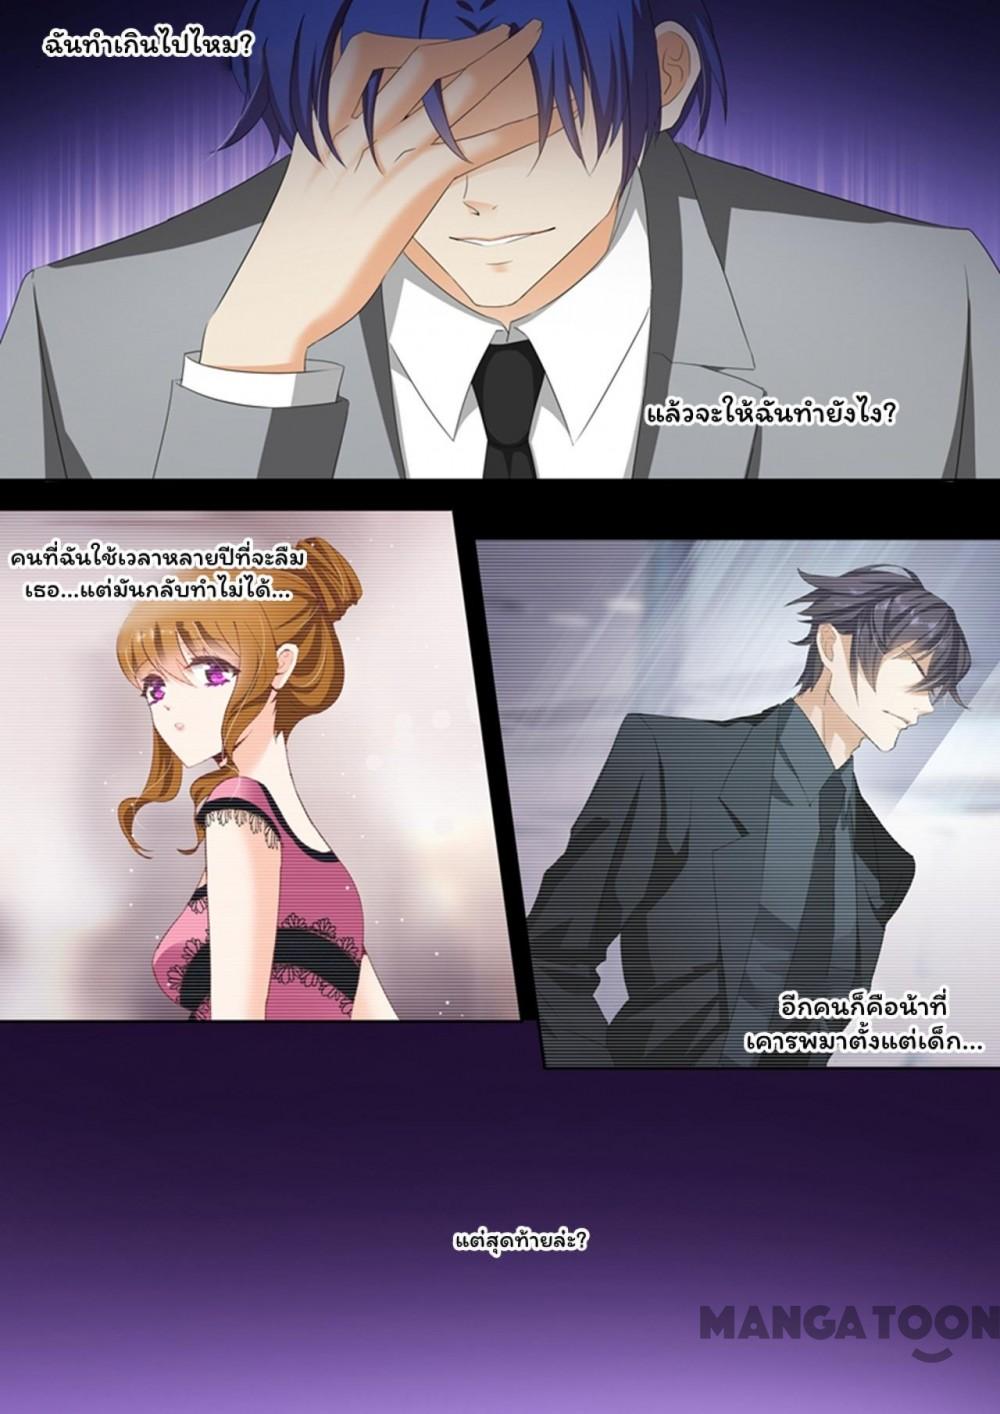 ฉันทำเกินไปไหม?
แล้วจะให้ฉันทำยังไง?
คนที่ฉันใช้เวลาหลายปีที่จะลืม
เธอ...แต่มันกลับทำไม่ได้...
อีกคนก็คือน้าที่
เคารพมาตั้งแต่เด็ก...
แต่สุดท้ายล่ะ?
MANGATOON